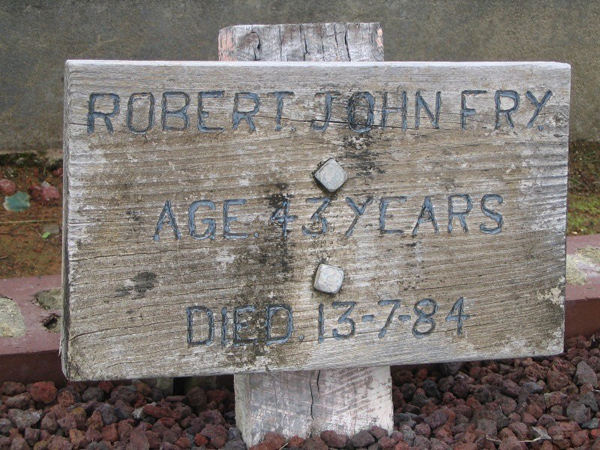 ROBERT JOHN FRY
AGE 43 YEARS
DIED. 13-7-84